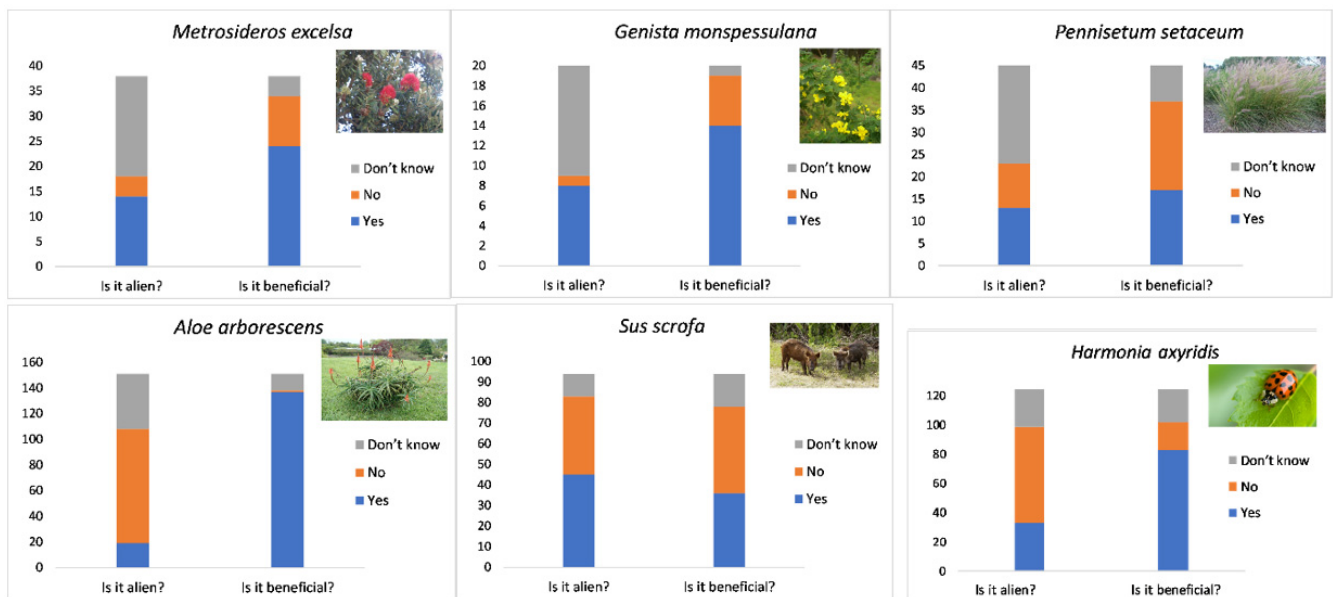 Metrosideros excelsa
40
35
30
25
20
15
10
5
0
Don't know
No
Yes
Is it alien?
Is it beneficial?
Genista monspessulana
20
18
16
14
12
10
8
6
4
2
0
Don't know
No
Yes
Is it alien?
Is it beneficial?
Pennisetum setaceum
45
40
35
30
25
20
15
10
5
0
Don't know
No
Yes
Is it alien?
Is it beneficial?
Aloe arborescens
160
140
120
100
80
60
40
20
0
Don't know
No
Yes
Is it alien?
Is it beneficial?
Sus scrofa
100
90
80
70
60
50
40
30
20
10
0
Don't know
No
Yes
Is it alien?
Is it beneficial?
Harmonia axyridis
120
100
80
60
40
20
0
Don't know
No
Yes
Is it alien?
Is it beneficial?